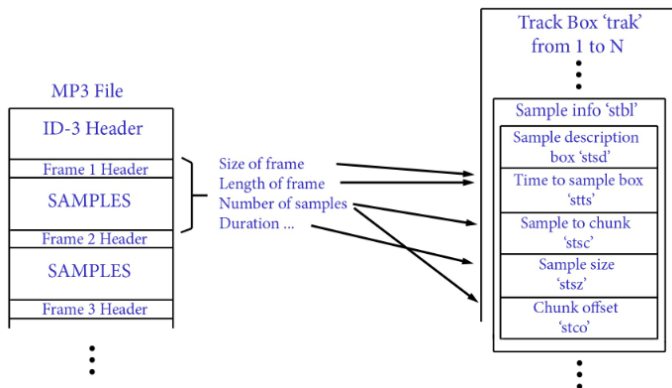 MP3 File
ID-3 Header
Frame 1 Header
SAMPLES
Frame 2 Header
SAMPLES
Frame 3 Header
Size of frame
Length of frame
Number of samples
Duration ...
Track Box ‘trak’
from 1 to N
Sample info ‘stbl’
Sample description
box ‘stsd’
Time to sample box
‘stts’
Sample to chunk
‘stsc’
Sample size
‘stsz’
Chunk offset
‘stco’